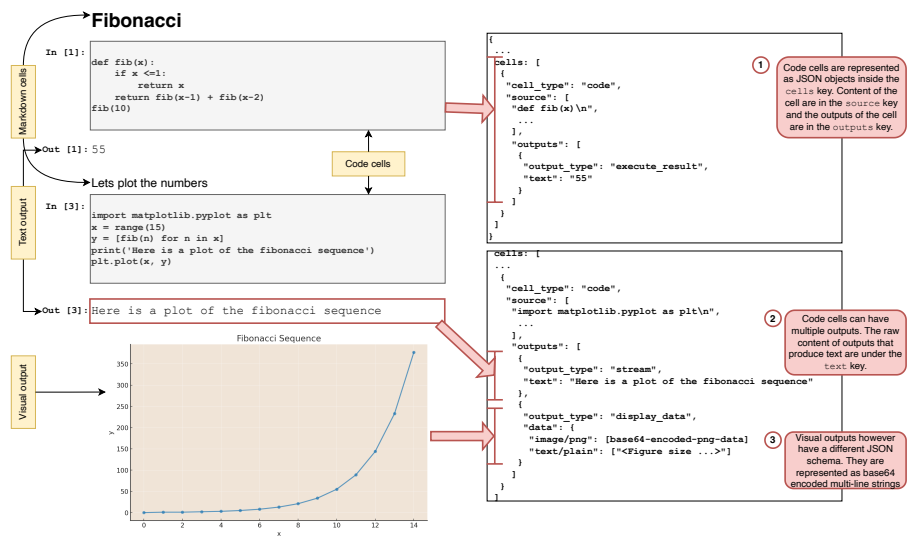 Fibonacci
In [1]:
def fib(x):
if x <=1:
return x
return fib(x-1) + fib(x-2)
fib(10)
Markdown cells
Out [1]: 55
Code cells
Lets plot the numbers
In [3]:
import matplotlib.pyplot as plt
x = range(15)
y = [fib(n) for n in x]
print('Here is a plot of the fibonacci sequence')
plt.plot(x, y)
Text output
Out [3]: Here is a plot of the fibonacci sequence
Visual output
Fibonacci Sequence
350
300
250
200
150
100
50
0
y
0 2 4 6 8 10 12 14
x
{
...
cells: [
{
"cell_type": "code",
"source": [
"def fib(x)\n",
...
],
"outputs": [
{
"output_type": "execute_result",
"text": "55"
}
]
}
]
}
1
Code cells are represented
as JSON objects inside the
cells key. Content of the
cell are in the source key
and the outputs of the cell
are in the outputs key.
cells: [
...
{
"cell_type": "code",
"source": [
"import matplotlib.pyplot as plt\n",
...
],
"outputs": [
{
"output_type": "stream",
"text": "Here is a plot of the fibonacci sequence"
},
{
"output_type": "display_data",
"data": {
"image/png": [base64-encoded-png-data]
"text/plain": ["<Figure size ...>"]
}
]
}
]
2
Code cells can have
multiple outputs. The raw
content of outputs that
produce text are under the
text key.
3
Visual outputs however
have a different JSON
schema. They are
represented as base64
encoded multi-line strings